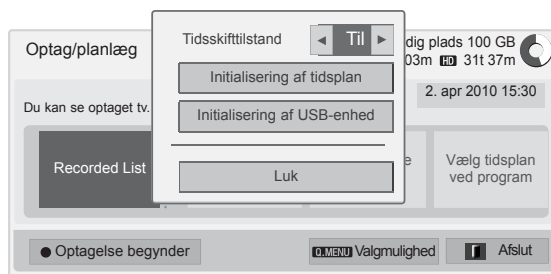 Optag/planlæg
dig plads 100 GB
03m HD 31t 37m
Du kan se optaget tv.
2. apr 2010 15:30
Tidsskifttilstand ◄ Til ►
Initialisering af tidsplan
Initialisering af USB-enhed
Luk
Recorded List
e
Vælg tidsplan
ved program
● Optagelse begynder
Q.MENU Valgmulighed
Afslut